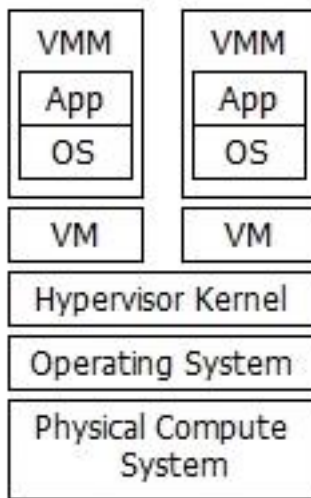 VMM VMM
App App
OS OS
VM VM
Hypervisor Kernel
Operating System
Physical Compute
System